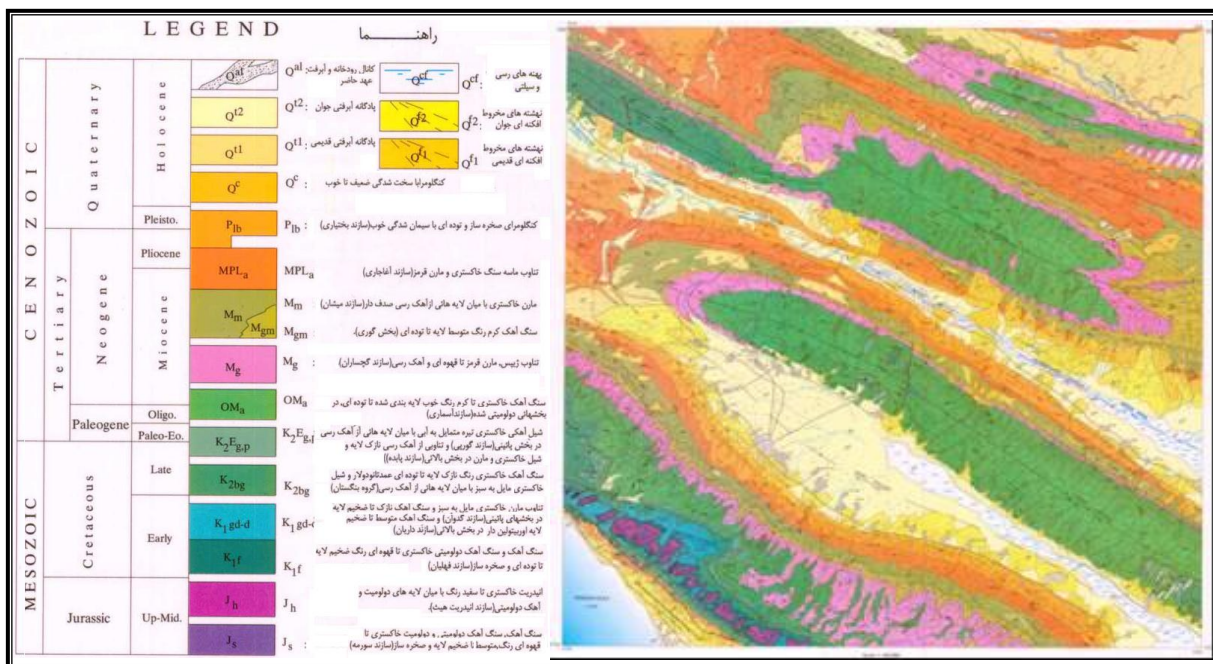 LEGEND
راهنما
CENOZOIC
Quaternary
Holocene
Pleisto.
Tertiary
Neogene
Pliocene
Miocene
Paleogene
Oligo.
Paleo-Eo.
MESOZOIC
Cretaceous
Late
Early
Jurassic
Up-Mid.
Qal
Qal : کانال رودخانه و آبرفت
عهد حاضر
Qcf
Qcf : پهنه های رسی
و سیلتی
Qt2
Qt2 : پادگانه آبرفتی جوان
Qf2
Qf2 : نهشته های مخروط
افکنه ای جوان
Qt1
Qt1 : پادگانه آبرفتی قدیمی
Qf1
Qf1 : نهشته های مخروط
افکنه ای قدیمی
Qc
Qc : کنگلومرابا سخت شدگی ضعیف تا خوب
Plb
Plb : کنگلومرای صخره ساز و توده ای با سیمان شدگی خوب(سازند بختیاری)
MPLa
MPLa : تناوب ماسه سنگ خاکستری و مارن قرمز(سازند آغاجاری)
Mm
Mm : مارن خاکستری با میان لایه هائی ازآهک رسی صدف دار(سازند میشان)
Mgm
Mgm : سنگ آهک کرم رنگ متوسط لایه تا توده ای (بخش گوری).
Mg
Mg : تناوب ژیپس، مارن قرمز تا قهوه ای و آهک رسی(سازند گچساران)
OMa
OMa : سنگ آهک خاکستری تا کرم رنگ خوب لایه بندی شده تا توده ای، در
بخشهائی دولومیتی شده(سازندآسماری)
K2Eg,p
K2Eg,p : شیل آهکی خاکستری تیره متمایل به آبی با میان لایه هائی از آهک رسی
در بخش پائینی(سازند گورپی) و تناوبی از آهک رسی نازک لایه و
شیل خاکستری و مارن در بخش بالائی(سازند پابده))
K2bg
K2bg : سنگ آهک خاکستری رنگ نازک لایه تا توده ای عمدتانودولار و شیل
خاکستری مایل به سبز با میان لایه هائی از آهک رسی(گروه بنگستان)
K1gd-d
K1gd-d : تناوب مارن خاکستری مایل به سبز و سنگ آهک نازک تا ضخیم لایه
در بخشهای پائینی(سازند گدوان) و سنگ آهک متوسط تا ضخیم
لایه اوربیتولین دار در بخش بالائی(سازند داریان)
K1f
K1f : سنگ آهک و سنگ آهک دولومیتی خاکستری تا قهوه ای رنگ ضخیم لایه
تا توده ای و صخره ساز(سازند فهلیان)
Jh
Jh : انیدریت خاکستری تا سفید رنگ با میان لایه های دولومیت و
آهک دولومیتی(سازند انیدریت هیث).
Js
Js : سنگ آهک، سنگ آهک دولومیتی و دولومیت خاکستری تا
قهوه ای رنگ،متوسط تا ضخیم لایه و صخره ساز(سازند سورمه)